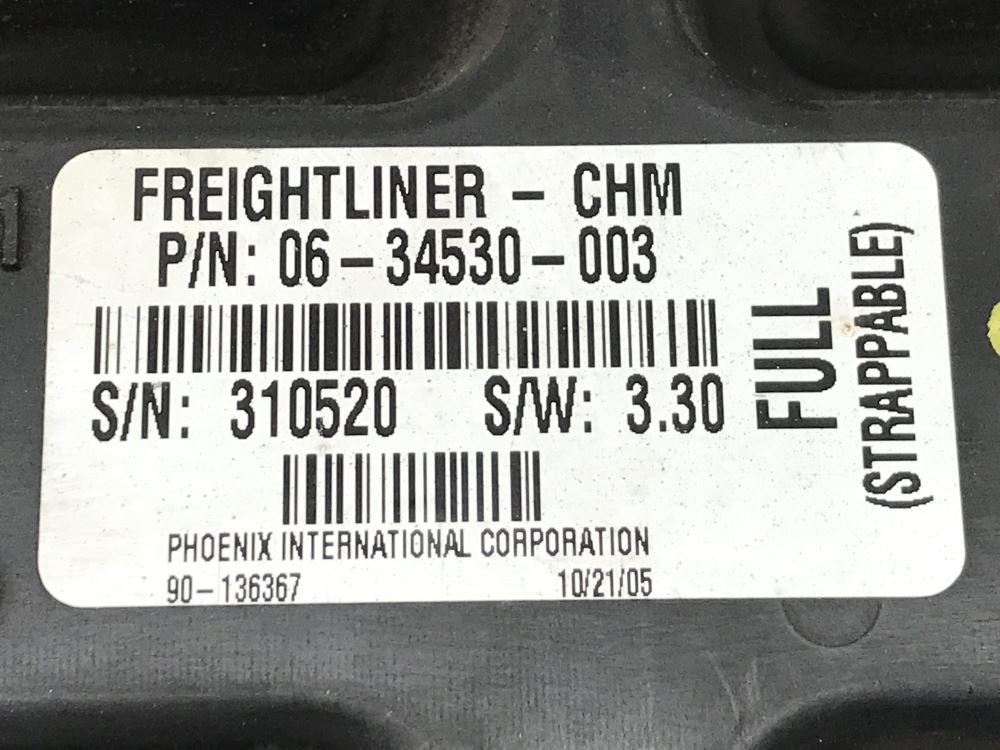 FREIGHTLINER – CHM
P/N: 06–34530–003
S/N: 310520 S/W: 3.30
PHOENIX INTERNATIONAL CORPORATION
90–136367 10/21/05
FULL
(STRAPPABLE)